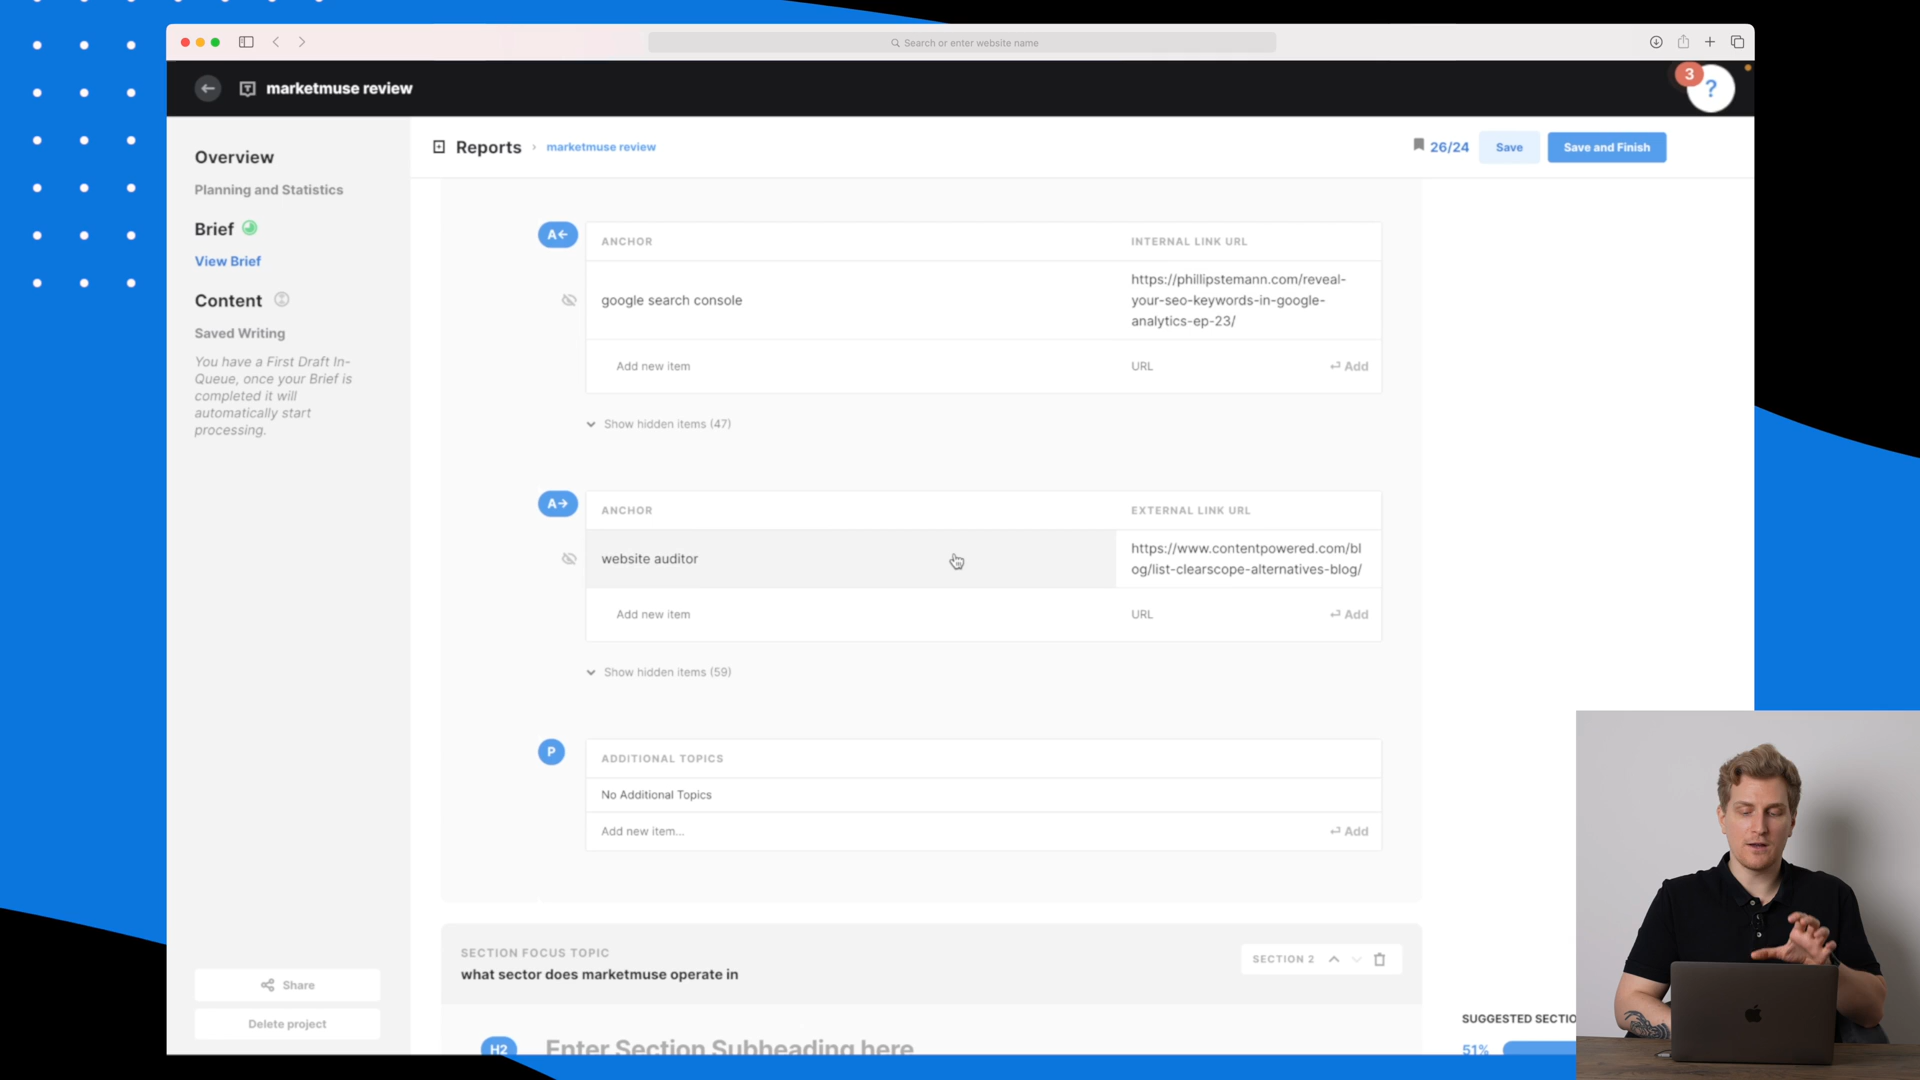 Search or enter website name
marketmuse review
3
?
Overview
Planning and Statistics
Brief
View Brief
Content
Saved Writing
You have a First Draft In-
Queue, once your Brief is
completed it will
automatically start
processing.
Share
Delete project
Reports › marketmuse review
26/24
Save
Save and Finish
A←
ANCHOR
INTERNAL LINK URL
google search console
https://phillipstemann.com/reveal-
your-seo-keywords-in-google-
analytics-ep-23/
Add new item
URL
Add
Show hidden items (47)
A→
ANCHOR
EXTERNAL LINK URL
website auditor
https://www.contentpowered.com/bl
og/list-clearscope-alternatives-blog/
Add new item
URL
Add
Show hidden items (59)
P
ADDITIONAL TOPICS
No Additional Topics
Add new item...
Add
SECTION FOCUS TOPIC
what sector does marketmuse operate in
SECTION 2
H2
Enter Section Subheading here
SUGGESTED SECTIO
51%